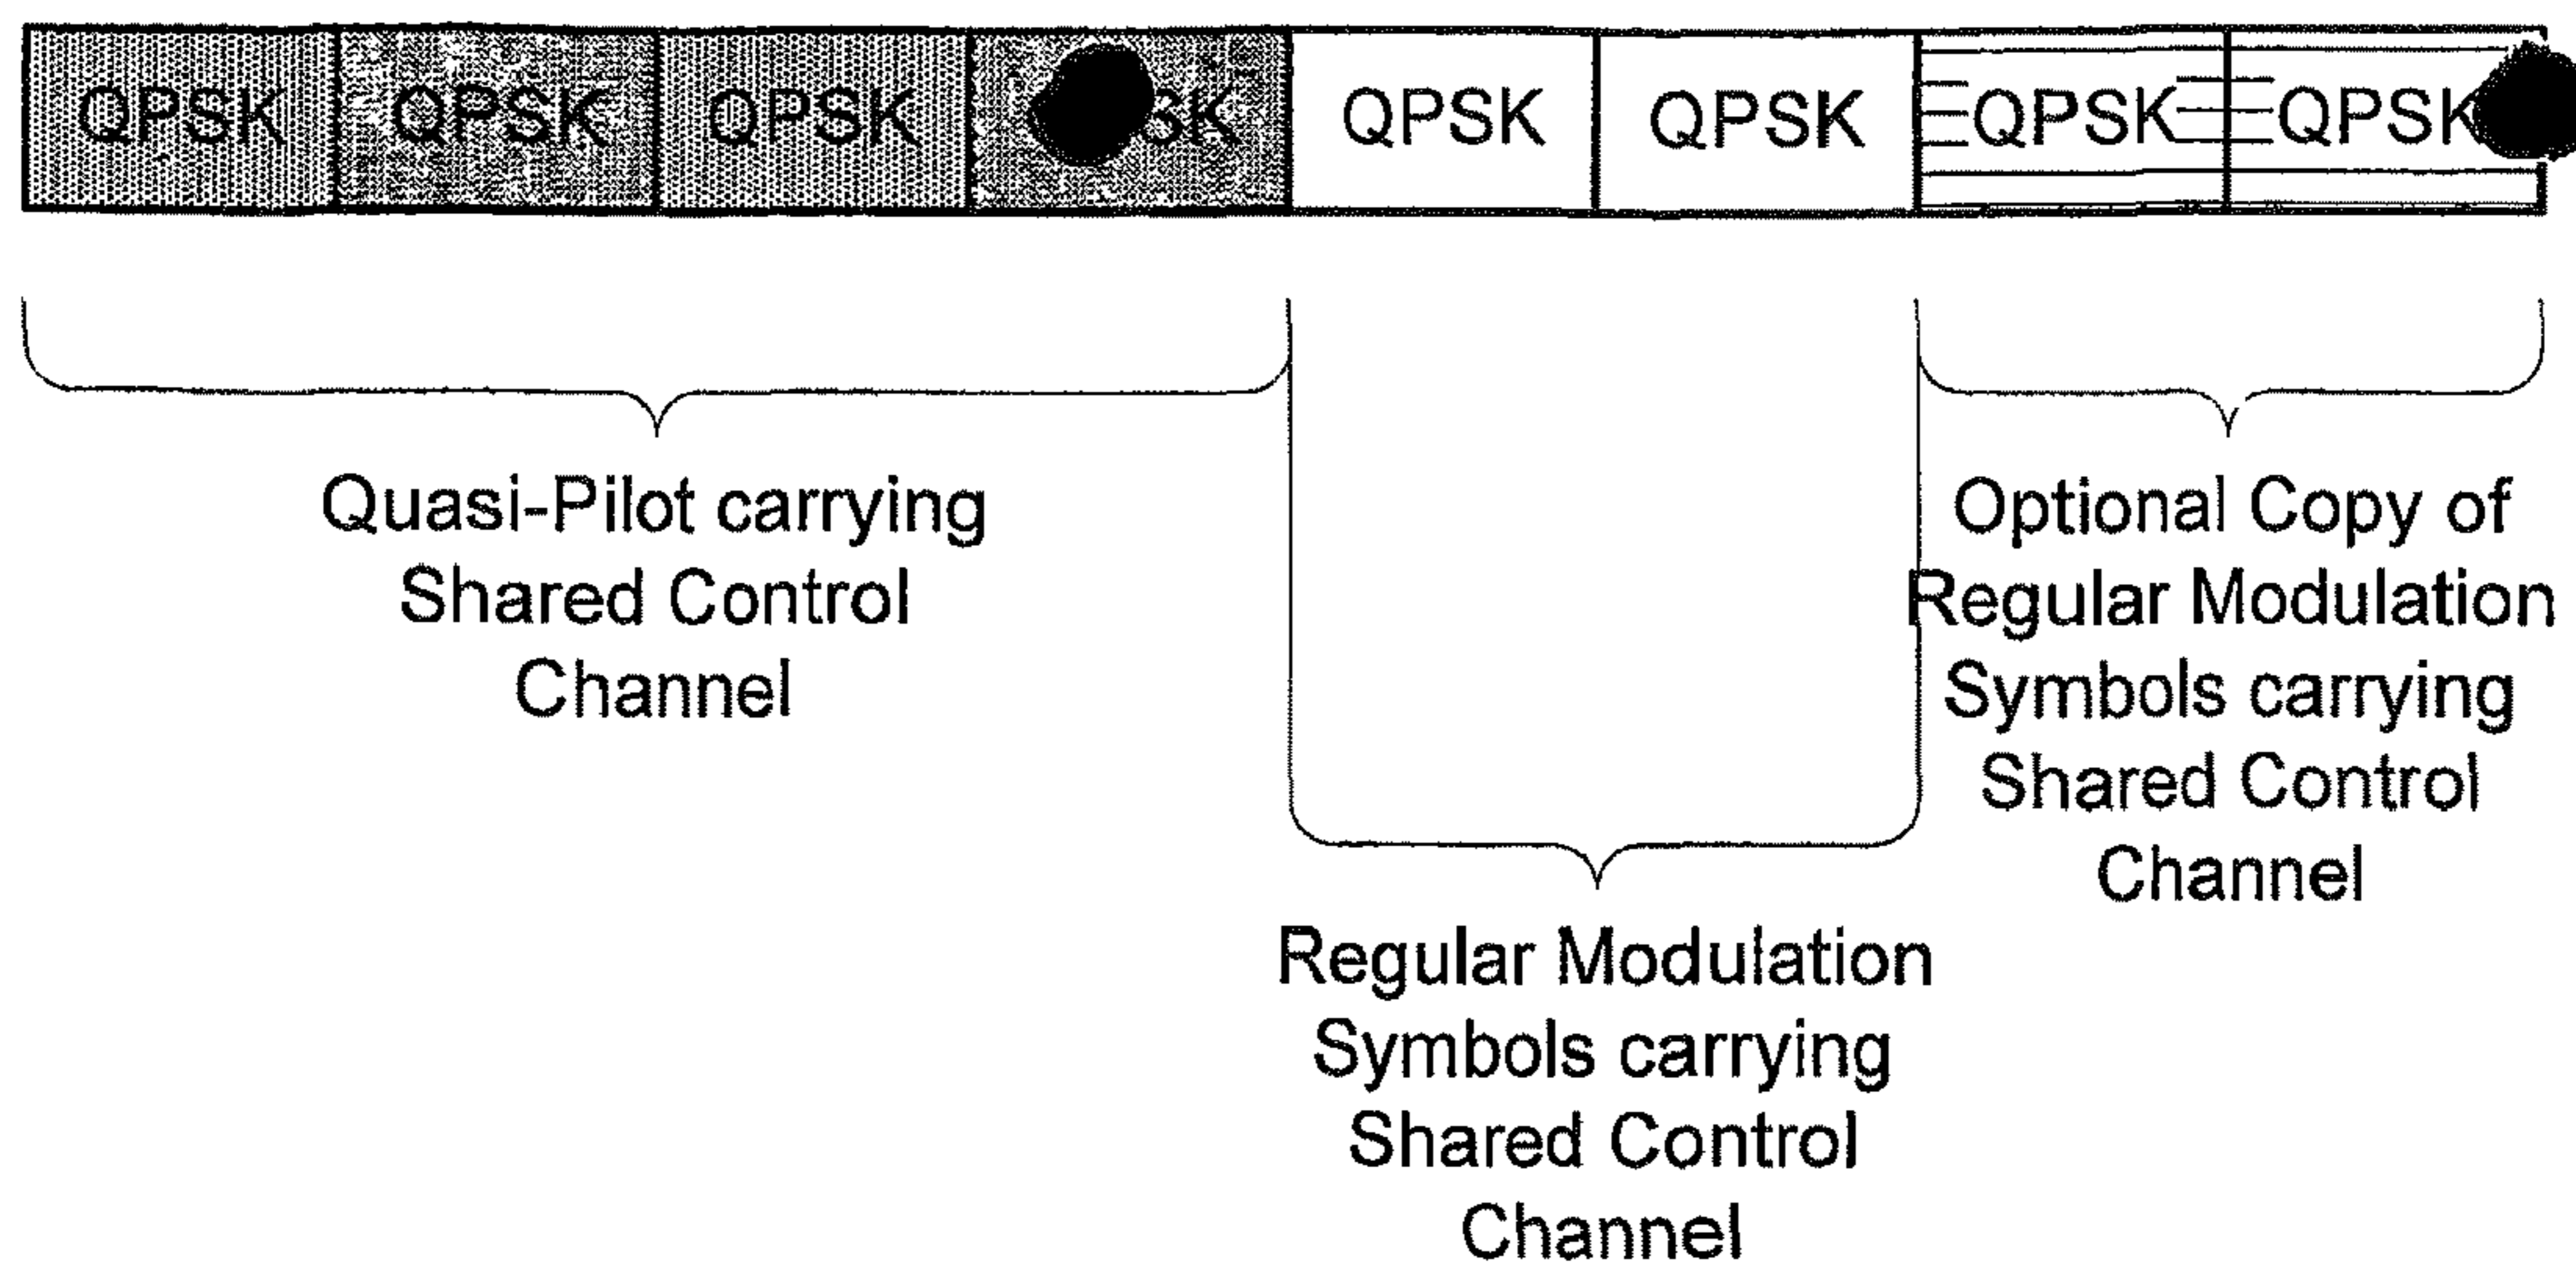 QPSK QPSK QPSK QPSK QPSK QPSK QPSK
Quasi-Pilot carrying
Shared Control
Channel
Optional Copy of
Regular Modulation
Symbols carrying
Shared Control
Channel
Regular Modulation
Symbols carrying
Shared Control
Channel